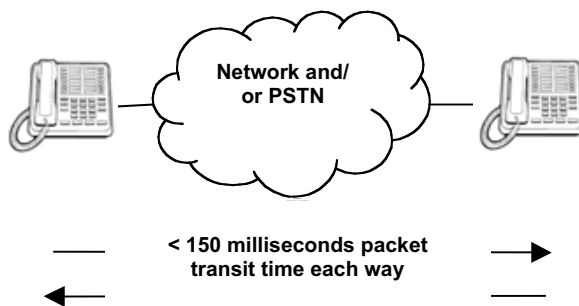 Network and/
or PSTN
< 150 milliseconds packet
transit time each way